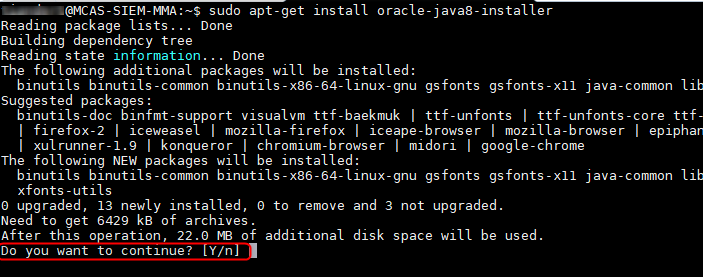 @MCAS-SIEM-MMA:~$ sudo apt-get install oracle-java8-installer
Reading package lists... Done
Building dependency tree
Reading state information... Done
The following additional packages will be installed:
binutils binutils-common binutils-x86-64-linux-gnu gsfonts gsfonts-x11 java-common lib
Suggested packages:
binutils-doc binfmt-support visualvm ttf-baekmuk | ttf-unfonts | ttf-unfonts-core ttf-
| firefox-2 | iceweasel | mozilla-firefox | iceape-browser | mozilla-browser | epiphan
| xulrunner-1.9 | konqueror | chromium-browser | midori | google-chrome
The following NEW packages will be installed:
binutils binutils-common binutils-x86-64-linux-gnu gsfonts gsfonts-x11 java-common lib
xfonts-utils
0 upgraded, 13 newly installed, 0 to remove and 3 not upgraded.
Need to get 6429 kB of archives.
After this operation, 22.0 MB of additional disk space will be used.
Do you want to continue? [Y/n]